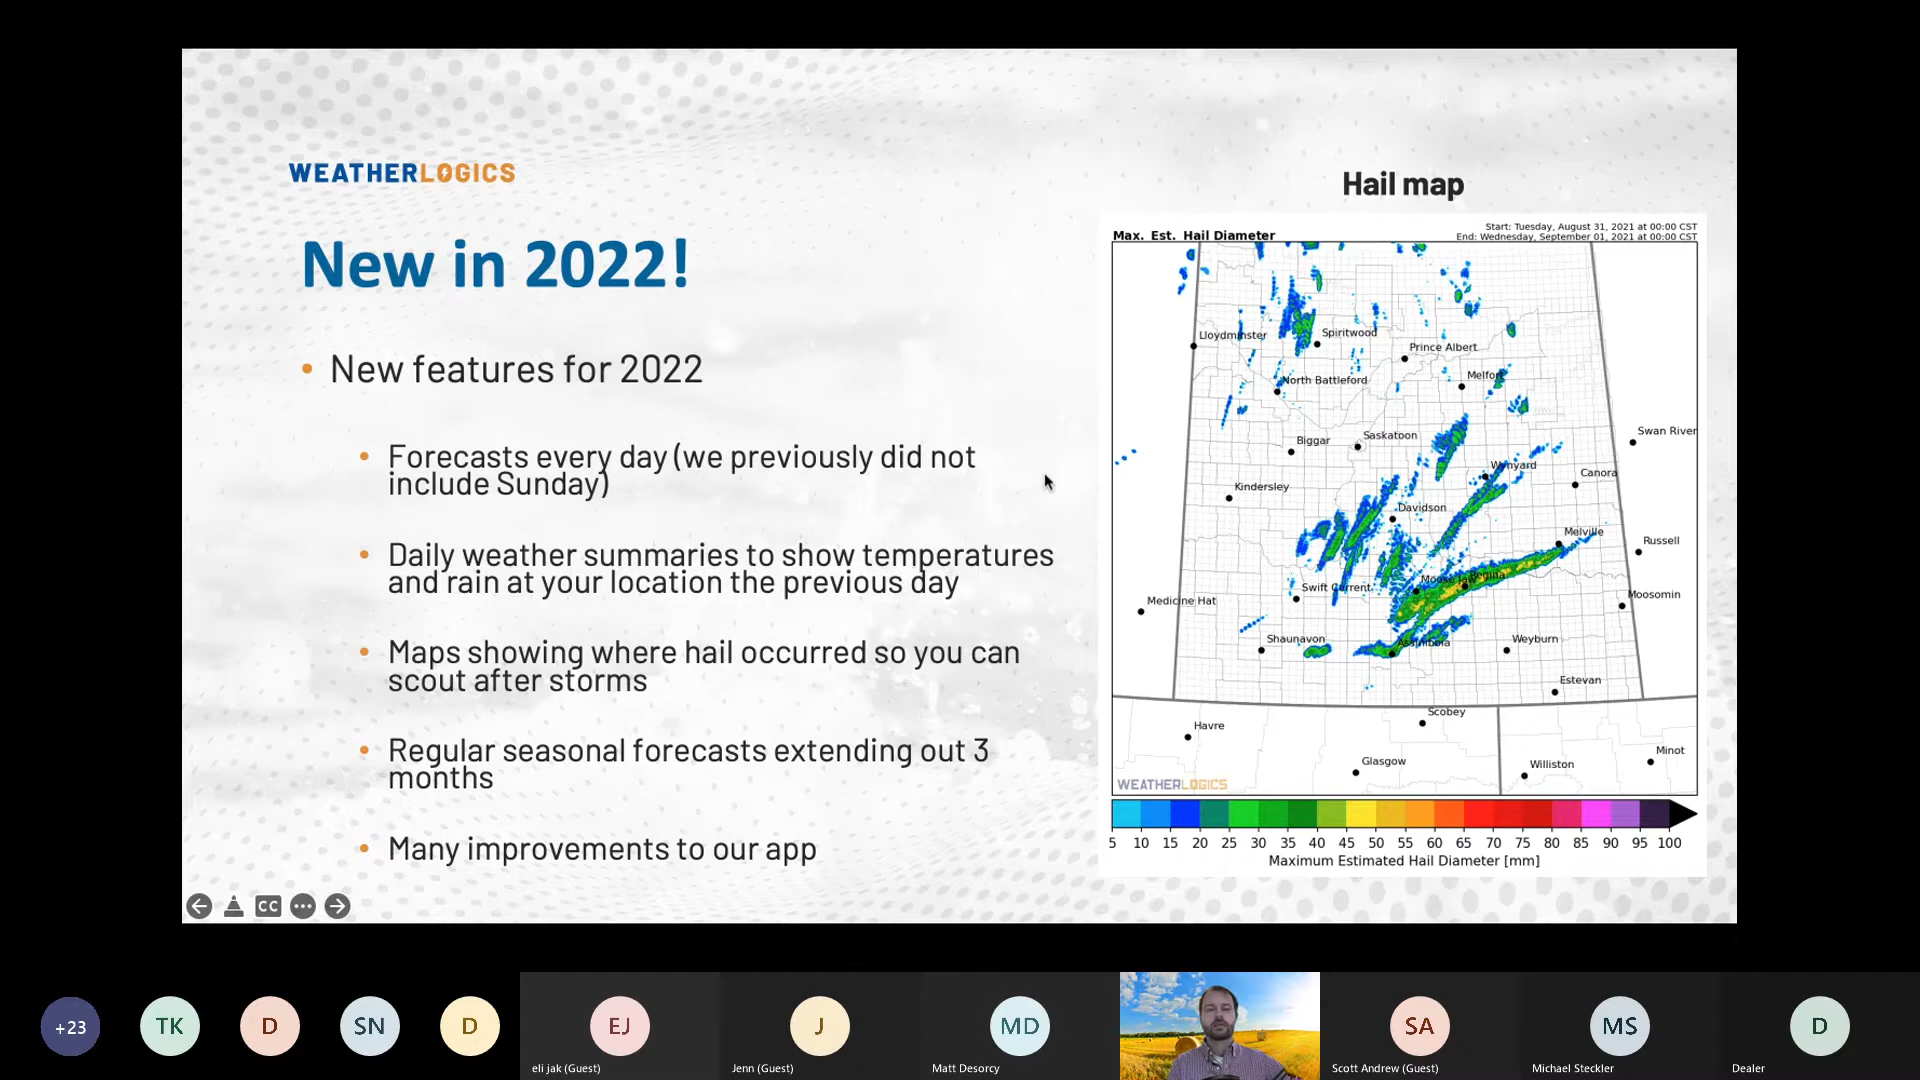 WEATHERLOGICS
New in 2022!
New features for 2022
Forecasts every day (we previously did not
include Sunday)
Daily weather summaries to show temperatures
and rain at your location the previous day
Maps showing where hail occurred so you can
scout after storms
Regular seasonal forecasts extending out 3
months
Many improvements to our app
Hail map
Max. Est. Hail Diameter
Start: Tuesday, August 31, 2021 at 00:00 CST
End: Wednesday, September 01, 2021 at 00:00 CST
Lloydminster
Spiritwood
Prince Albert
North Battleford
Melfort
Swan River
Biggar
Saskatoon
Wynyard
Canora
Kindersley
Davidson
Melville
Russell
Moose Jaw
Regina
Swift Current
Medicine Hat
Moosomin
Shaunavon
Assiniboia
Weyburn
Estevan
Scobey
Havre
Glasgow
Williston
Minot
WEATHERLOGICS
5 10 15 20 25 30 35 40 45 50 55 60 65 70 75 80 85 90 95 100
Maximum Estimated Hail Diameter [mm]
CC
+23
TK
D
SN
D
EJ
eli jak (Guest)
J
Jenn (Guest)
MD
Matt Desorcy
SA
Scott Andrew (Guest)
MS
Michael Steckler
D
Dealer